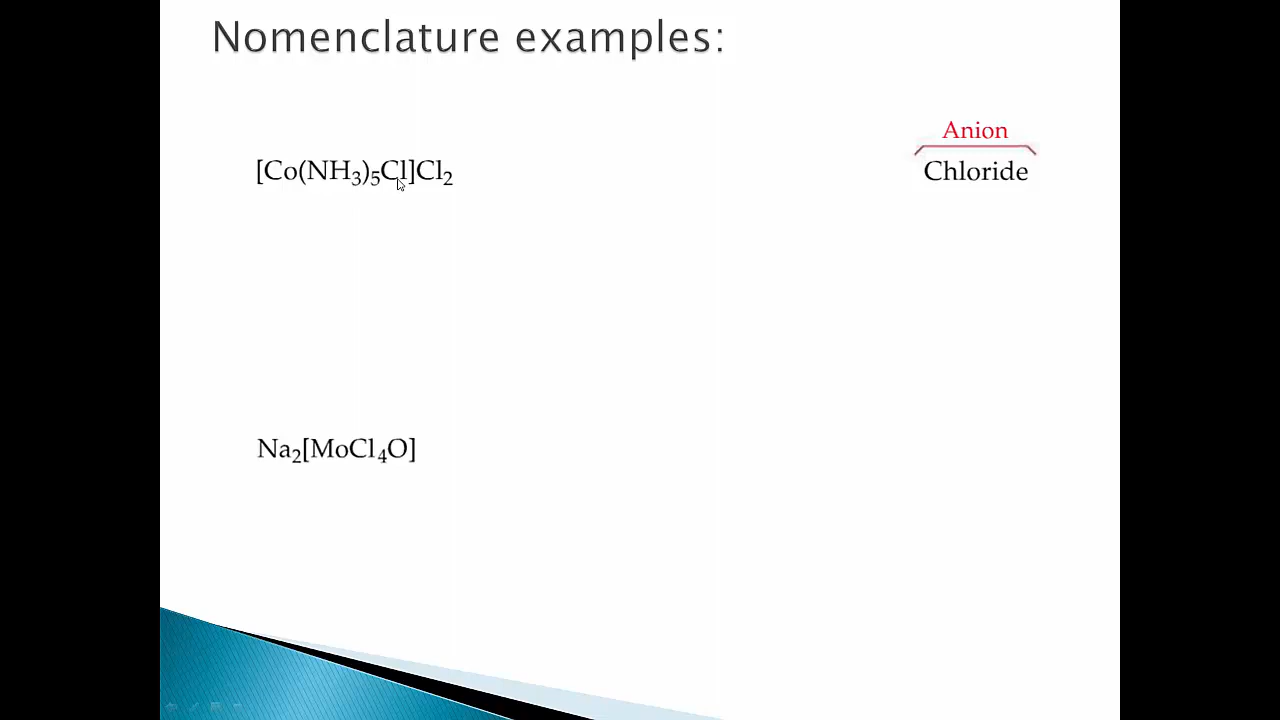 Nomenclature examples:
Anion
[Co(NH₃)₅Cl]Cl₂ Chloride
Na₂[MoCl₄O]